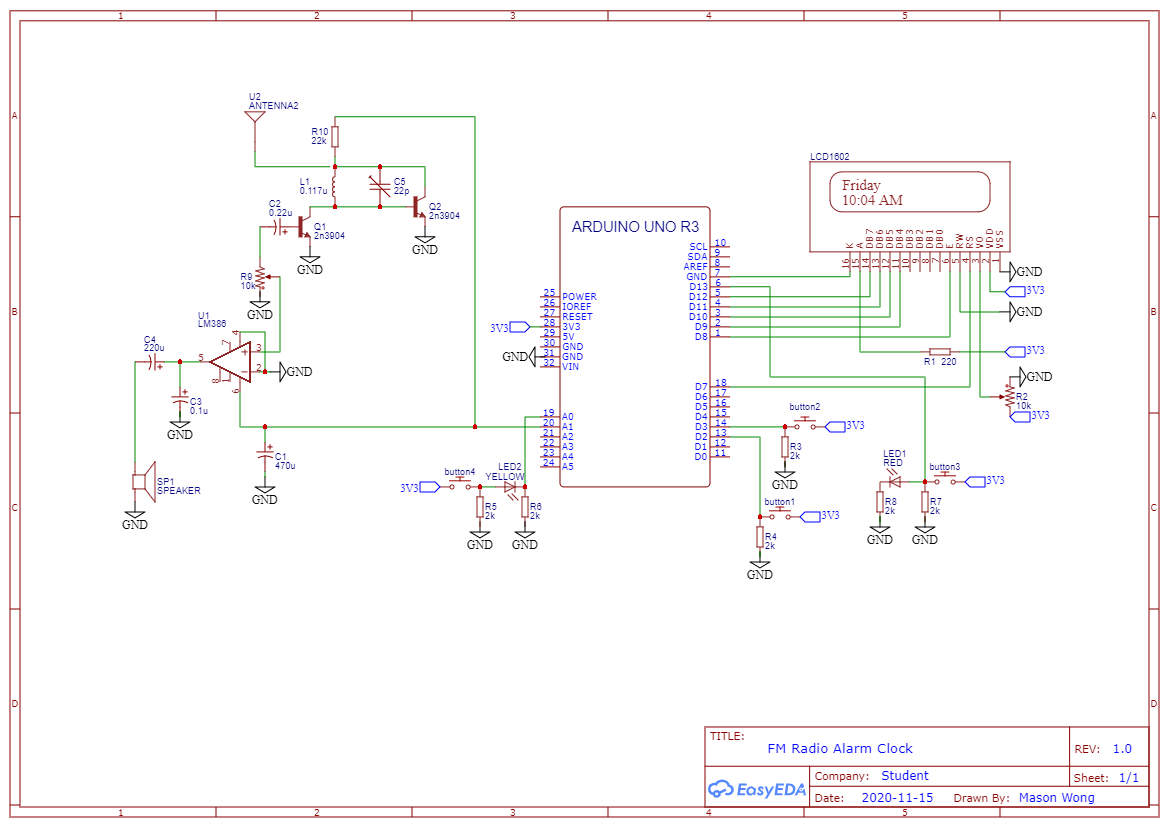 1 2 3 4 5
A A
B B
C C
D D
1 2 3 4 5
U2
ANTENNA2
R10
22k
L1
0.117u
C5
22p
C2
0.22u
Q1
2n3904
Q2
2n3904
GND
GND
R9
10k
GND
U1
LM386
4
7
3
2
5
8
1
6
GND
C4
220u
C3
0.1u
GND
C1
470u
GND
SP1
SPEAKER
GND
ARDUINO UNO R3
25 POWER
26 IOREF
27 RESET
28 3V3
29 5V
30 GND
31 GND
32 VIN
3V3
GND
19 A0
20 A1
21 A2
22 A3
23 A4
24 A5
SCL 10
SDA 9
AREF 8
GND 7
D13 6
D12 5
D11 4
D10 3
D9 2
D8 1
D7 18
D6 17
D5 16
D4 15
D3 14
D2 13
D1 12
D0 11
3V3
button4
LED2
YELLOW
R5
2k
GND
R6
2k
GND
LCD1602
Friday
10:04 AM
K A DB7 DB6 DB5 DB4 DB3 DB2 DB1 DB0 E RW RS VO VDD VSS
16 15 14 13 12 11 10 9 8 7 6 5 4 3 2 1
GND
3V3
GND
R1 220
3V3
GND
R2
10k
3V3
button2
3V3
R3
2k
GND
button1
3V3
R4
2k
GND
LED1
RED
button3
3V3
R8
2k
GND
R7
2k
GND
TITLE:
FM Radio Alarm Clock
REV: 1.0
EasyEDA
Company: Student
Sheet: 1/1
Date: 2020-11-15 Drawn By: Mason Wong